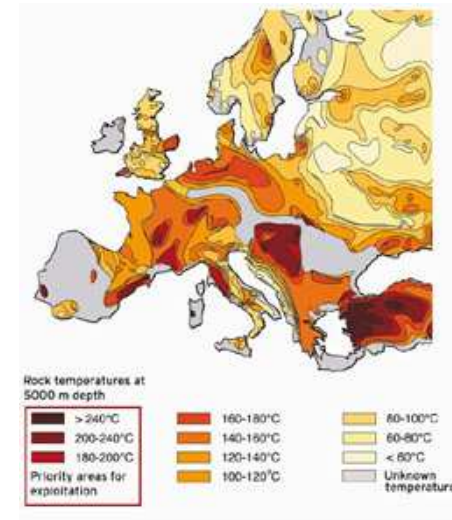 Rock temperatures at
5000 m depth
> 240°C
200-240°C
180-200°C
Priority areas for
exploitation
160-180°C
140-160°C
120-140°C
100-120°C
80-100°C
60-80°C
< 60°C
Unknown
temperature